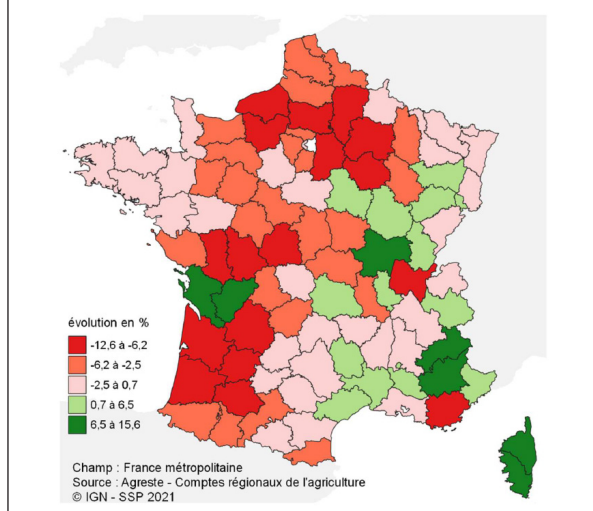 évolution en %
-12,6 à -6,2
-6,2 à -2,5
-2,5 à 0,7
0,7 à 6,5
6,5 à 15,6
Champ : France métropolitaine
Source : Agreste - Comptes régionaux de l'agriculture
© IGN - SSP 2021